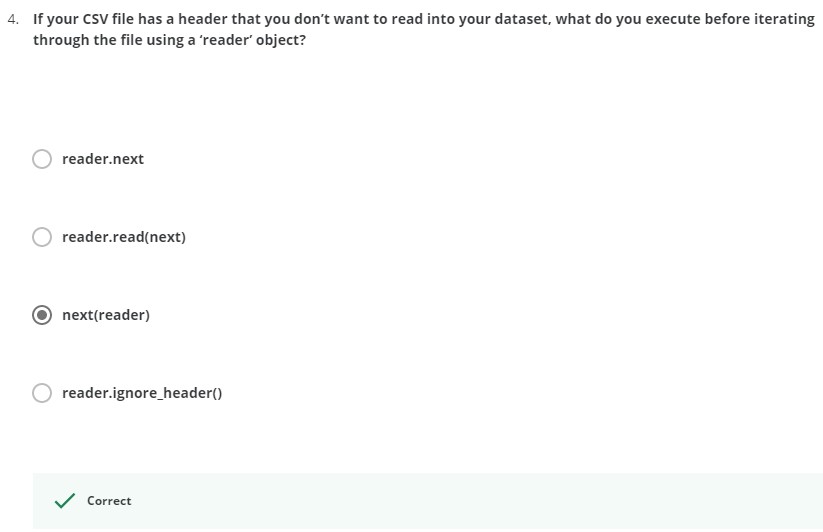 4. If your CSV file has a header that you don’t want to read into your dataset, what do you execute before iterating
through the file using a ‘reader’ object?
reader.next
reader.read(next)
next(reader)
reader.ignore_header()
Correct